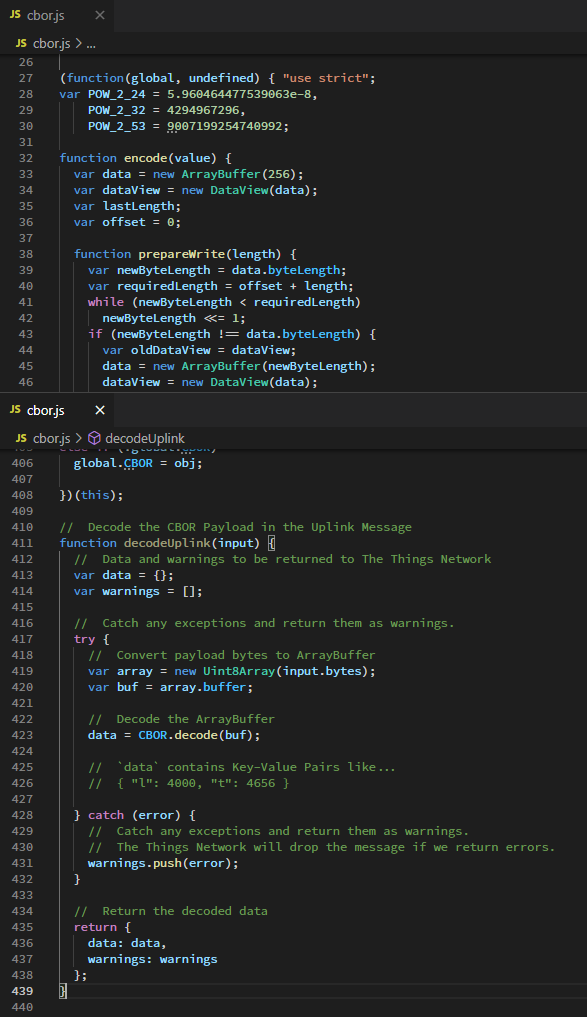 JS cbor.js ×
JS cbor.js > ...
26
27 (function(global, undefined) { "use strict";
28 var POW_2_24 = 5.960464477539063e-8,
29     POW_2_32 = 4294967296,
30     POW_2_53 = 9007199254740992;
31
32 function encode(value) {
33   var data = new ArrayBuffer(256);
34   var dataView = new DataView(data);
35   var lastLength;
36   var offset = 0;
37
38   function prepareWrite(length) {
39     var newByteLength = data.byteLength;
40     var requiredLength = offset + length;
41     while (newByteLength < requiredLength)
42       newByteLength <<= 1;
43     if (newByteLength !== data.byteLength) {
44       var oldDataView = dataView;
45       data = new ArrayBuffer(newByteLength);
46       dataView = new DataView(data);
JS cbor.js ×
JS cbor.js > decodeUplink
406   global.CBOR = obj;
407
408 })(this);
409
410 //  Decode the CBOR Payload in the Uplink Message
411 function decodeUplink(input) {
412   //  Data and warnings to be returned to The Things Network
413   var data = {};
414   var warnings = [];
415
416   //  Catch any exceptions and return them as warnings.
417   try {
418     //  Convert payload bytes to ArrayBuffer
419     var array = new Uint8Array(input.bytes);
420     var buf = array.buffer;
421
422     //  Decode the ArrayBuffer
423     data = CBOR.decode(buf);
424
425     //  `data` contains Key-Value Pairs like...
426     //  { "l": 4000, "t": 4656 }
427
428   } catch (error) {
429     //  Catch any exceptions and return them as warnings.
430     //  The Things Network will drop the message if we return errors.
431     warnings.push(error);
432   }
433
434   //  Return the decoded data
435   return {
436     data: data,
437     warnings: warnings
438   };
439 }
440